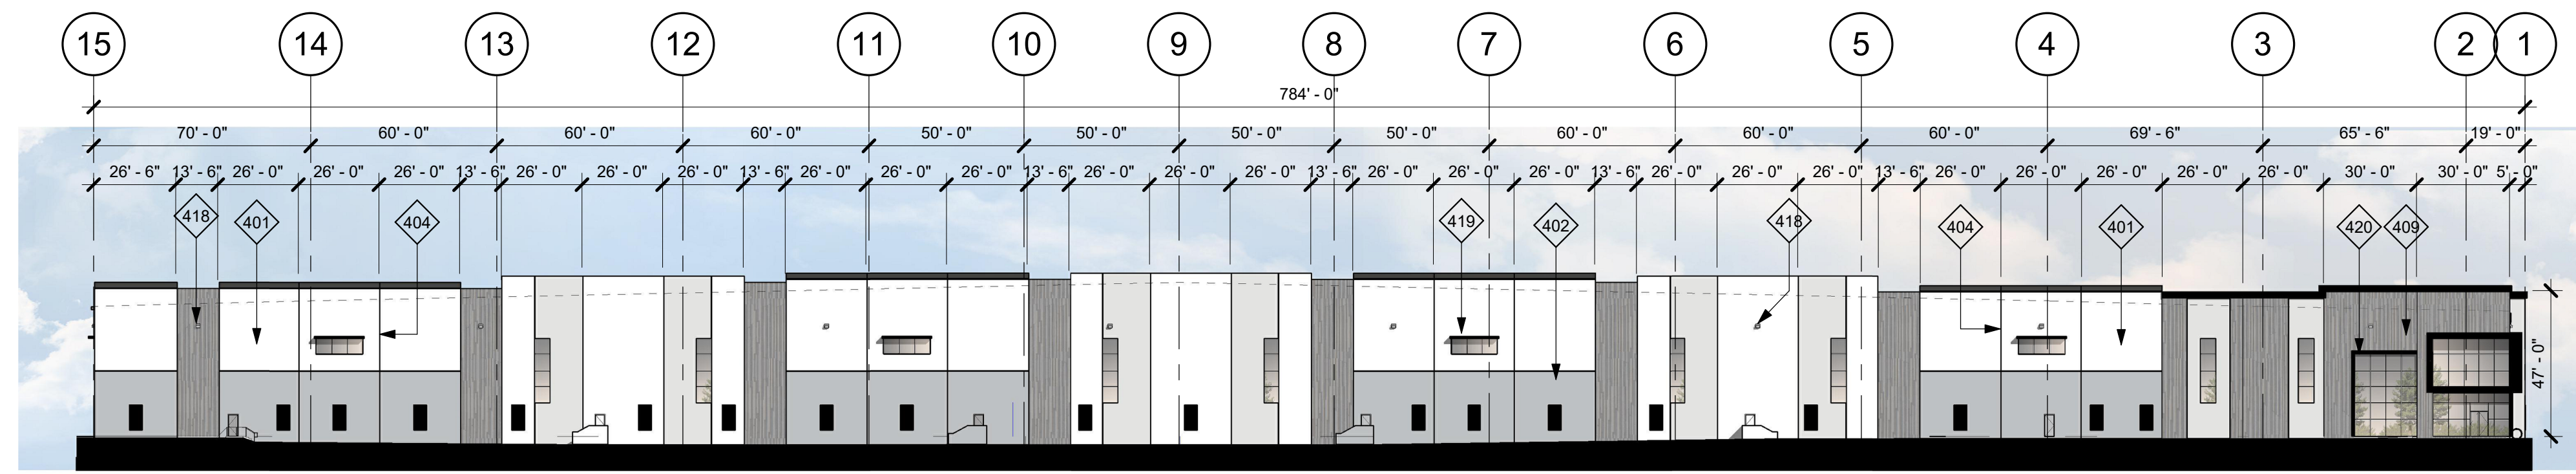 15 14 13 12 11 10 9 8 7 6 5 4 3 2 1
784' - 0"
70' - 0" 60' - 0" 60' - 0" 60' - 0" 50' - 0" 50' - 0" 50' - 0" 50' - 0" 60' - 0" 60' - 0" 60' - 0" 69' - 6" 65' - 6" 19' - 0"
26' - 6" 13' - 6" 26' - 0" 26' - 0" 26' - 0" 13' - 6" 26' - 0" 26' - 0" 26' - 0" 13' - 6" 26' - 0" 26' - 0" 26' - 0" 13' - 6" 26' - 0" 26' - 0" 26' - 0" 13' - 6" 26' - 0" 26' - 0" 26' - 0" 13' - 6" 26' - 0" 26' - 0" 26' - 0" 13' - 6" 26' - 0" 26' - 0" 26' - 0" 26' - 0" 26' - 0" 30' - 0" 30' - 0" 5' - 0"
418 401 404 419 402 418 404 401 420 409
47' - 0"